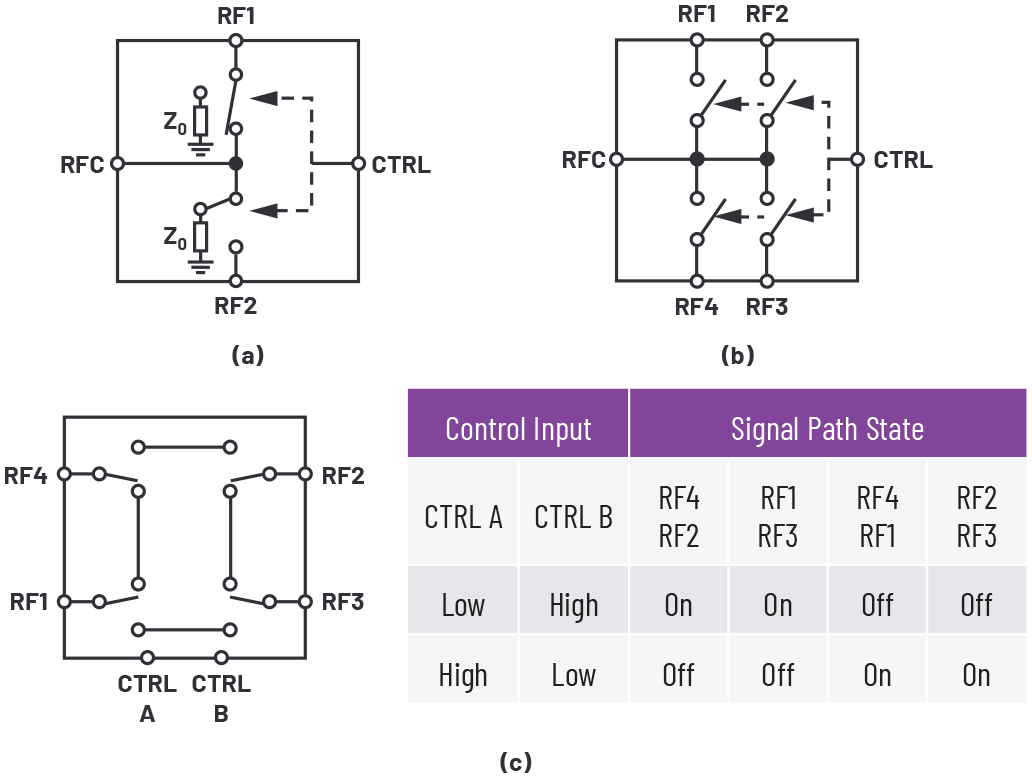 RF1
Z0
RFC
CTRL
Z0
RF2
(a)
RF1 RF2
RFC
CTRL
RF4 RF3
(b)
RF4
RF2
RF1
RF3
CTRL CTRL
A B
Control Input Signal Path State
CTRL A CTRL B
RF4 RF1 RF4 RF2
RF2 RF3 RF1 RF3
Low High On On Off Off
High Low Off Off On On
(c)